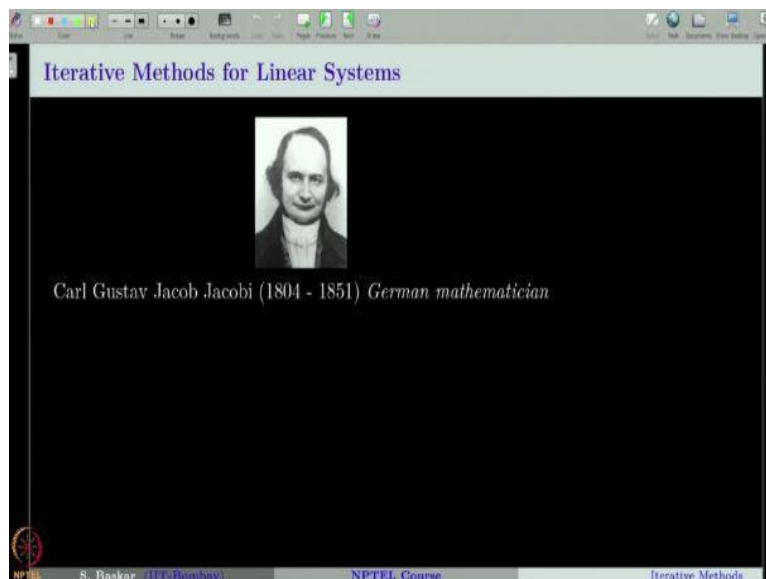 Iterative Methods for Linear Systems
Carl Gustav Jacob Jacobi (1804 - 1851) German mathematician
NPTEL S. Baskar (IIT-Bombay) NPTEL Course Iterative Methods